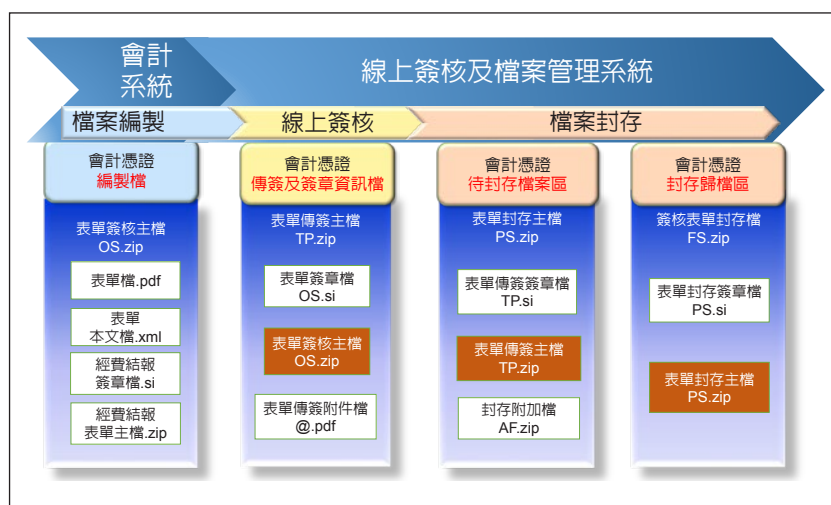 會計
系統
線上簽核及檔案管理系統
檔案編製
線上簽核
檔案封存
會計憑證
編製檔
表單簽核主檔
OS.zip
表單檔.pdf
表單
本文檔.xml
經費結報
簽章檔.si
經費結報
表單主檔.zip
會計憑證
傳簽及簽章資訊檔
表單傳簽主檔
TP.zip
表單簽章檔
OS.si
表單簽核主檔
OS.zip
表單傳簽附件檔
@.pdf
會計憑證
待封存檔案區
表單封存主檔
PS.zip
表單傳簽簽章檔
TP.si
表單傳簽主檔
TP.zip
封存附加檔
AF.zip
會計憑證
封存歸檔區
簽核表單封存檔
FS.zip
表單封存簽章檔
PS.si
表單封存主檔
PS.zip